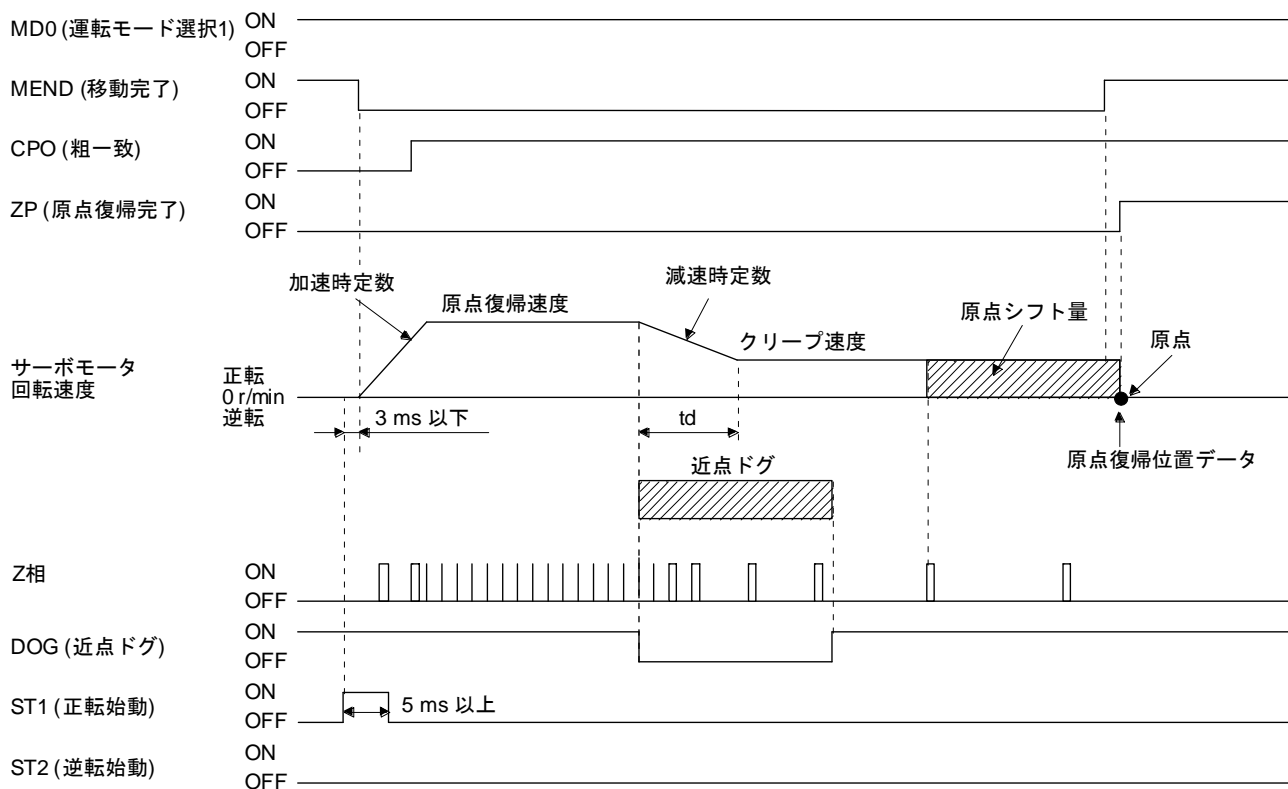 MD0 (運転モード選択1)
ON
OFF
MEND (移動完了)
ON
OFF
CPO (粗一致)
ON
OFF
ZP (原点復帰完了)
ON
OFF
加速時定数
原点復帰速度
減速時定数
クリープ速度
原点シフト量
原点
サーボモータ
回転速度
正転
0 r/min
逆転
3 ms 以下
td
原点復帰位置データ
近点ドグ
Z相
ON
OFF
DOG (近点ドグ)
ON
OFF
ST1 (正転始動)
ON
OFF
5 ms 以上
ST2 (逆転始動)
ON
OFF